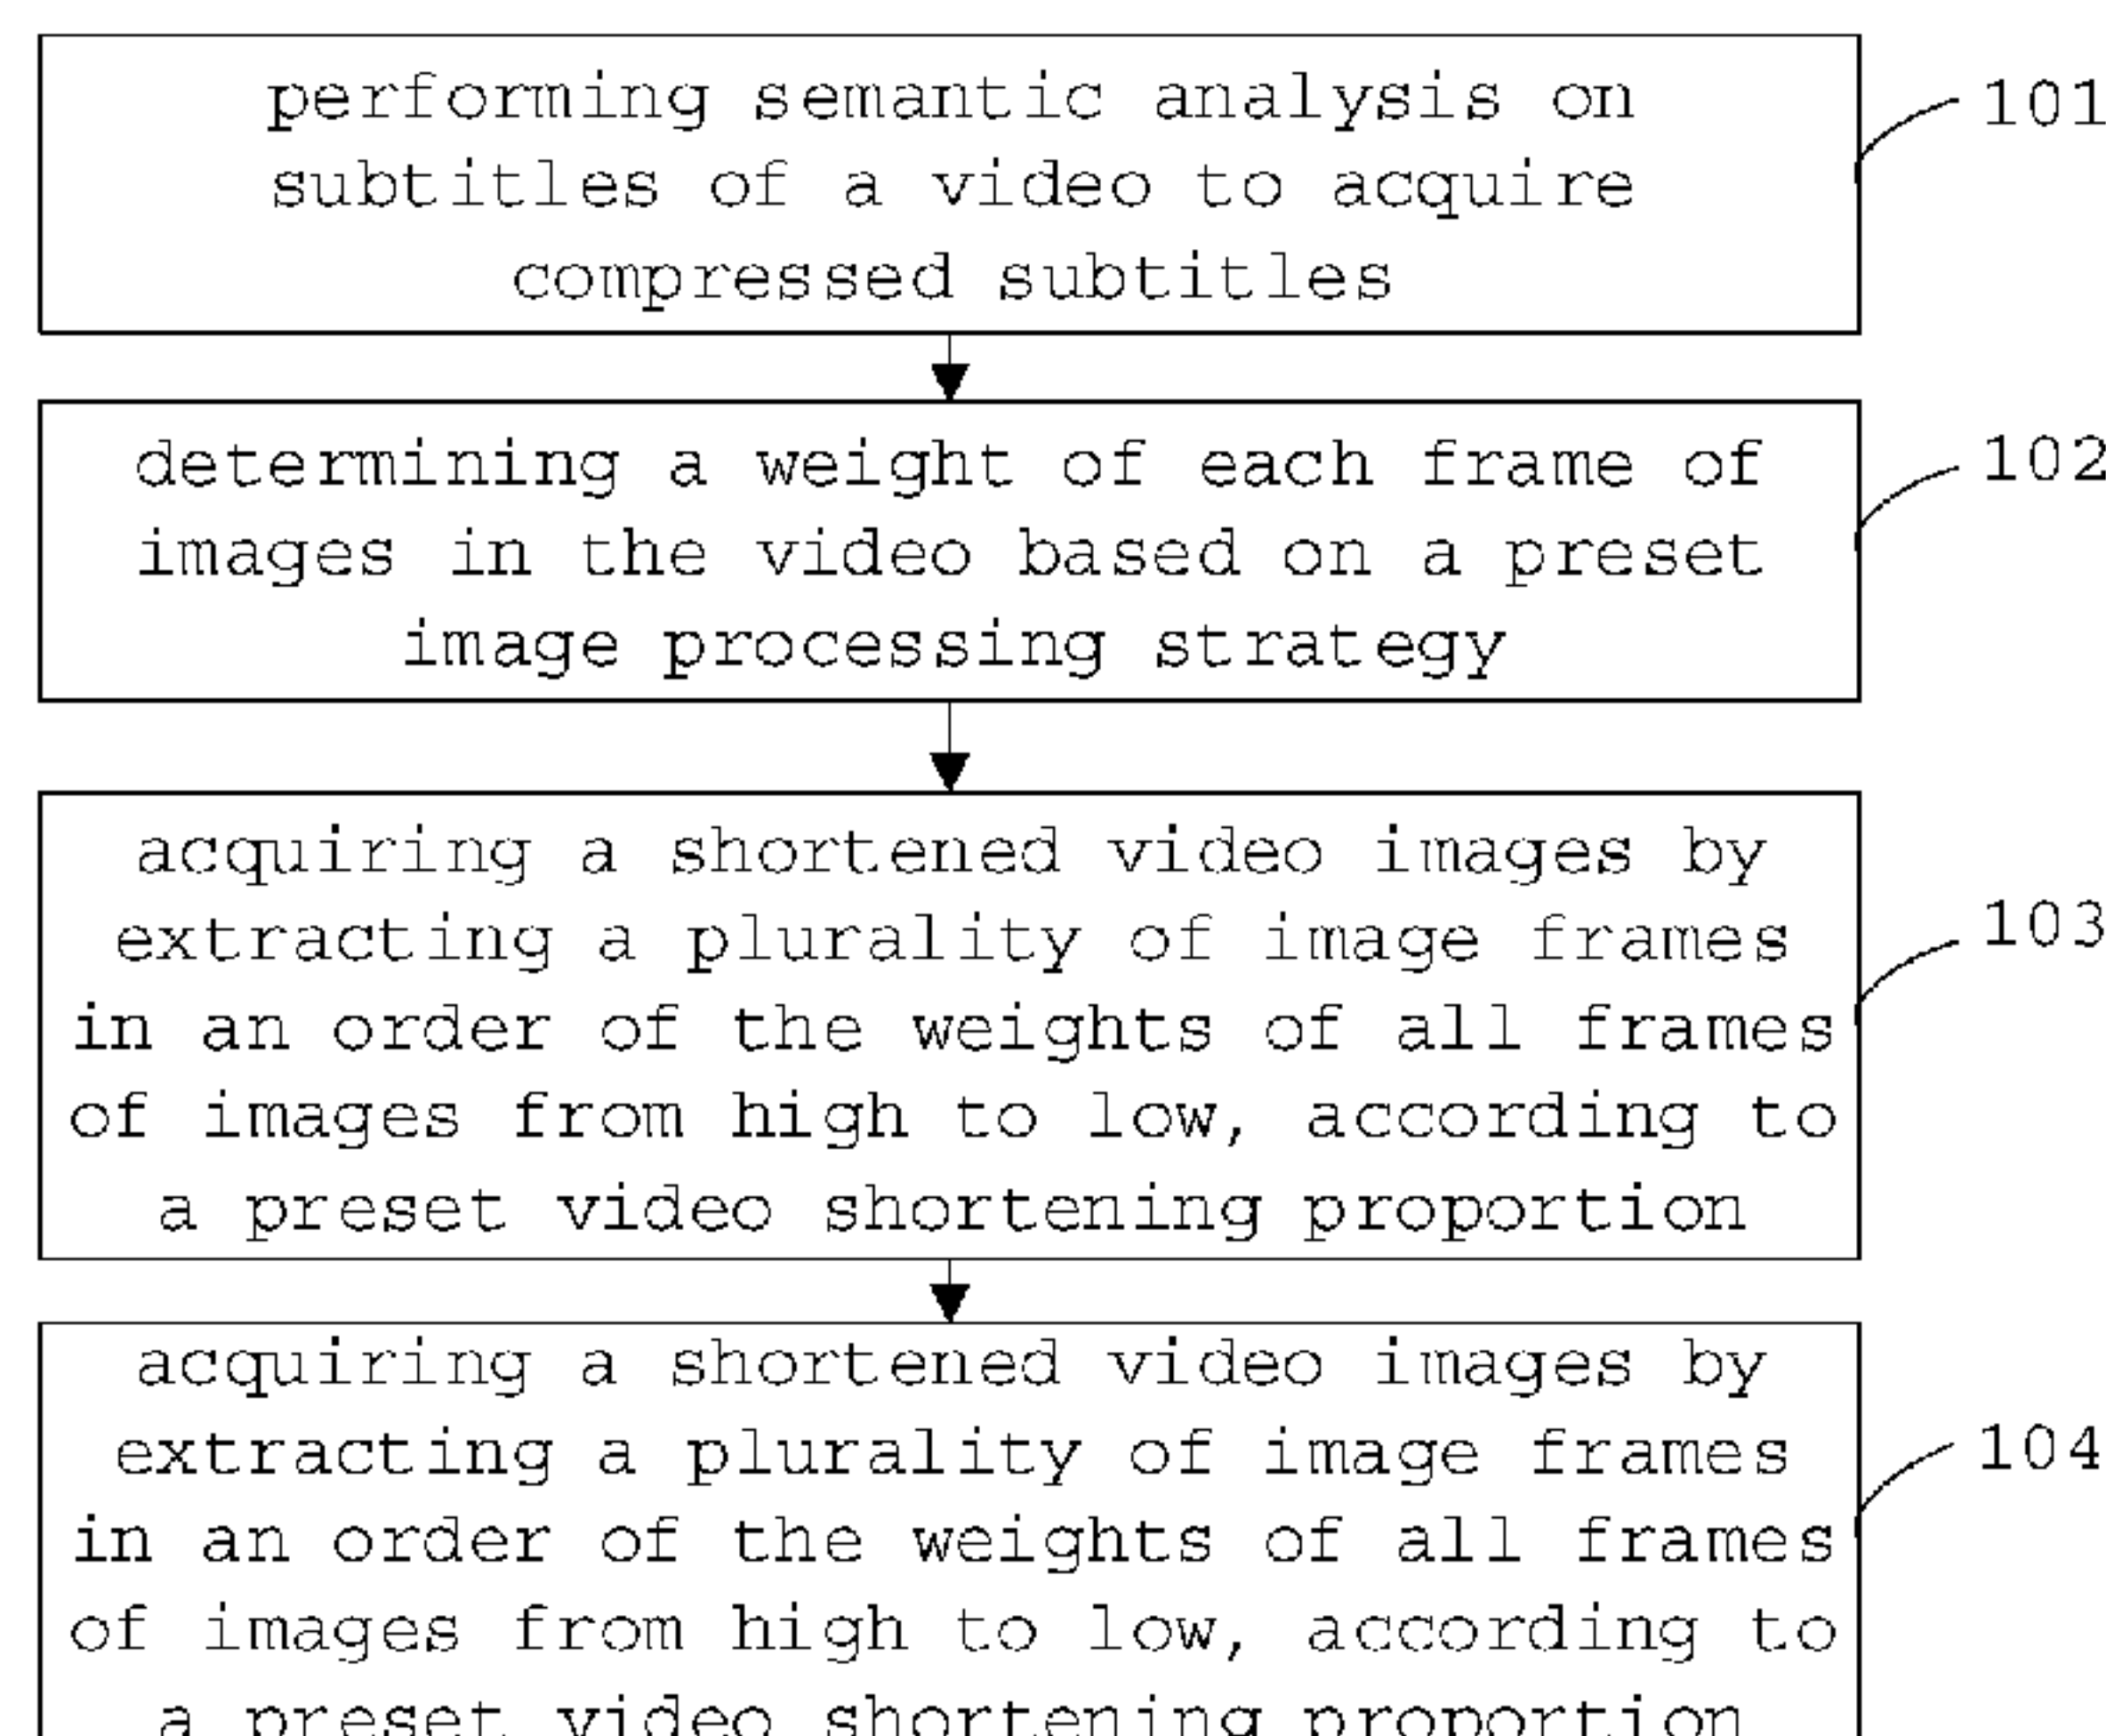 performing semantic analysis on
101
subtitles of a video to acquire
compressed subtitles
determining a weight of each frame of
102
images in the video based on a preset
image processing strategy
acquiring a shortened video images by
extracting a plurality of image frames
103
in an order of the weights of all frames
of images from high to low, according to
a preset video shortening proportion
acquiring a shortened video images by
extracting a plurality of image frames
104
in an order of the weights of all frames
of images from high to low, according to
a preset video shortening proportion